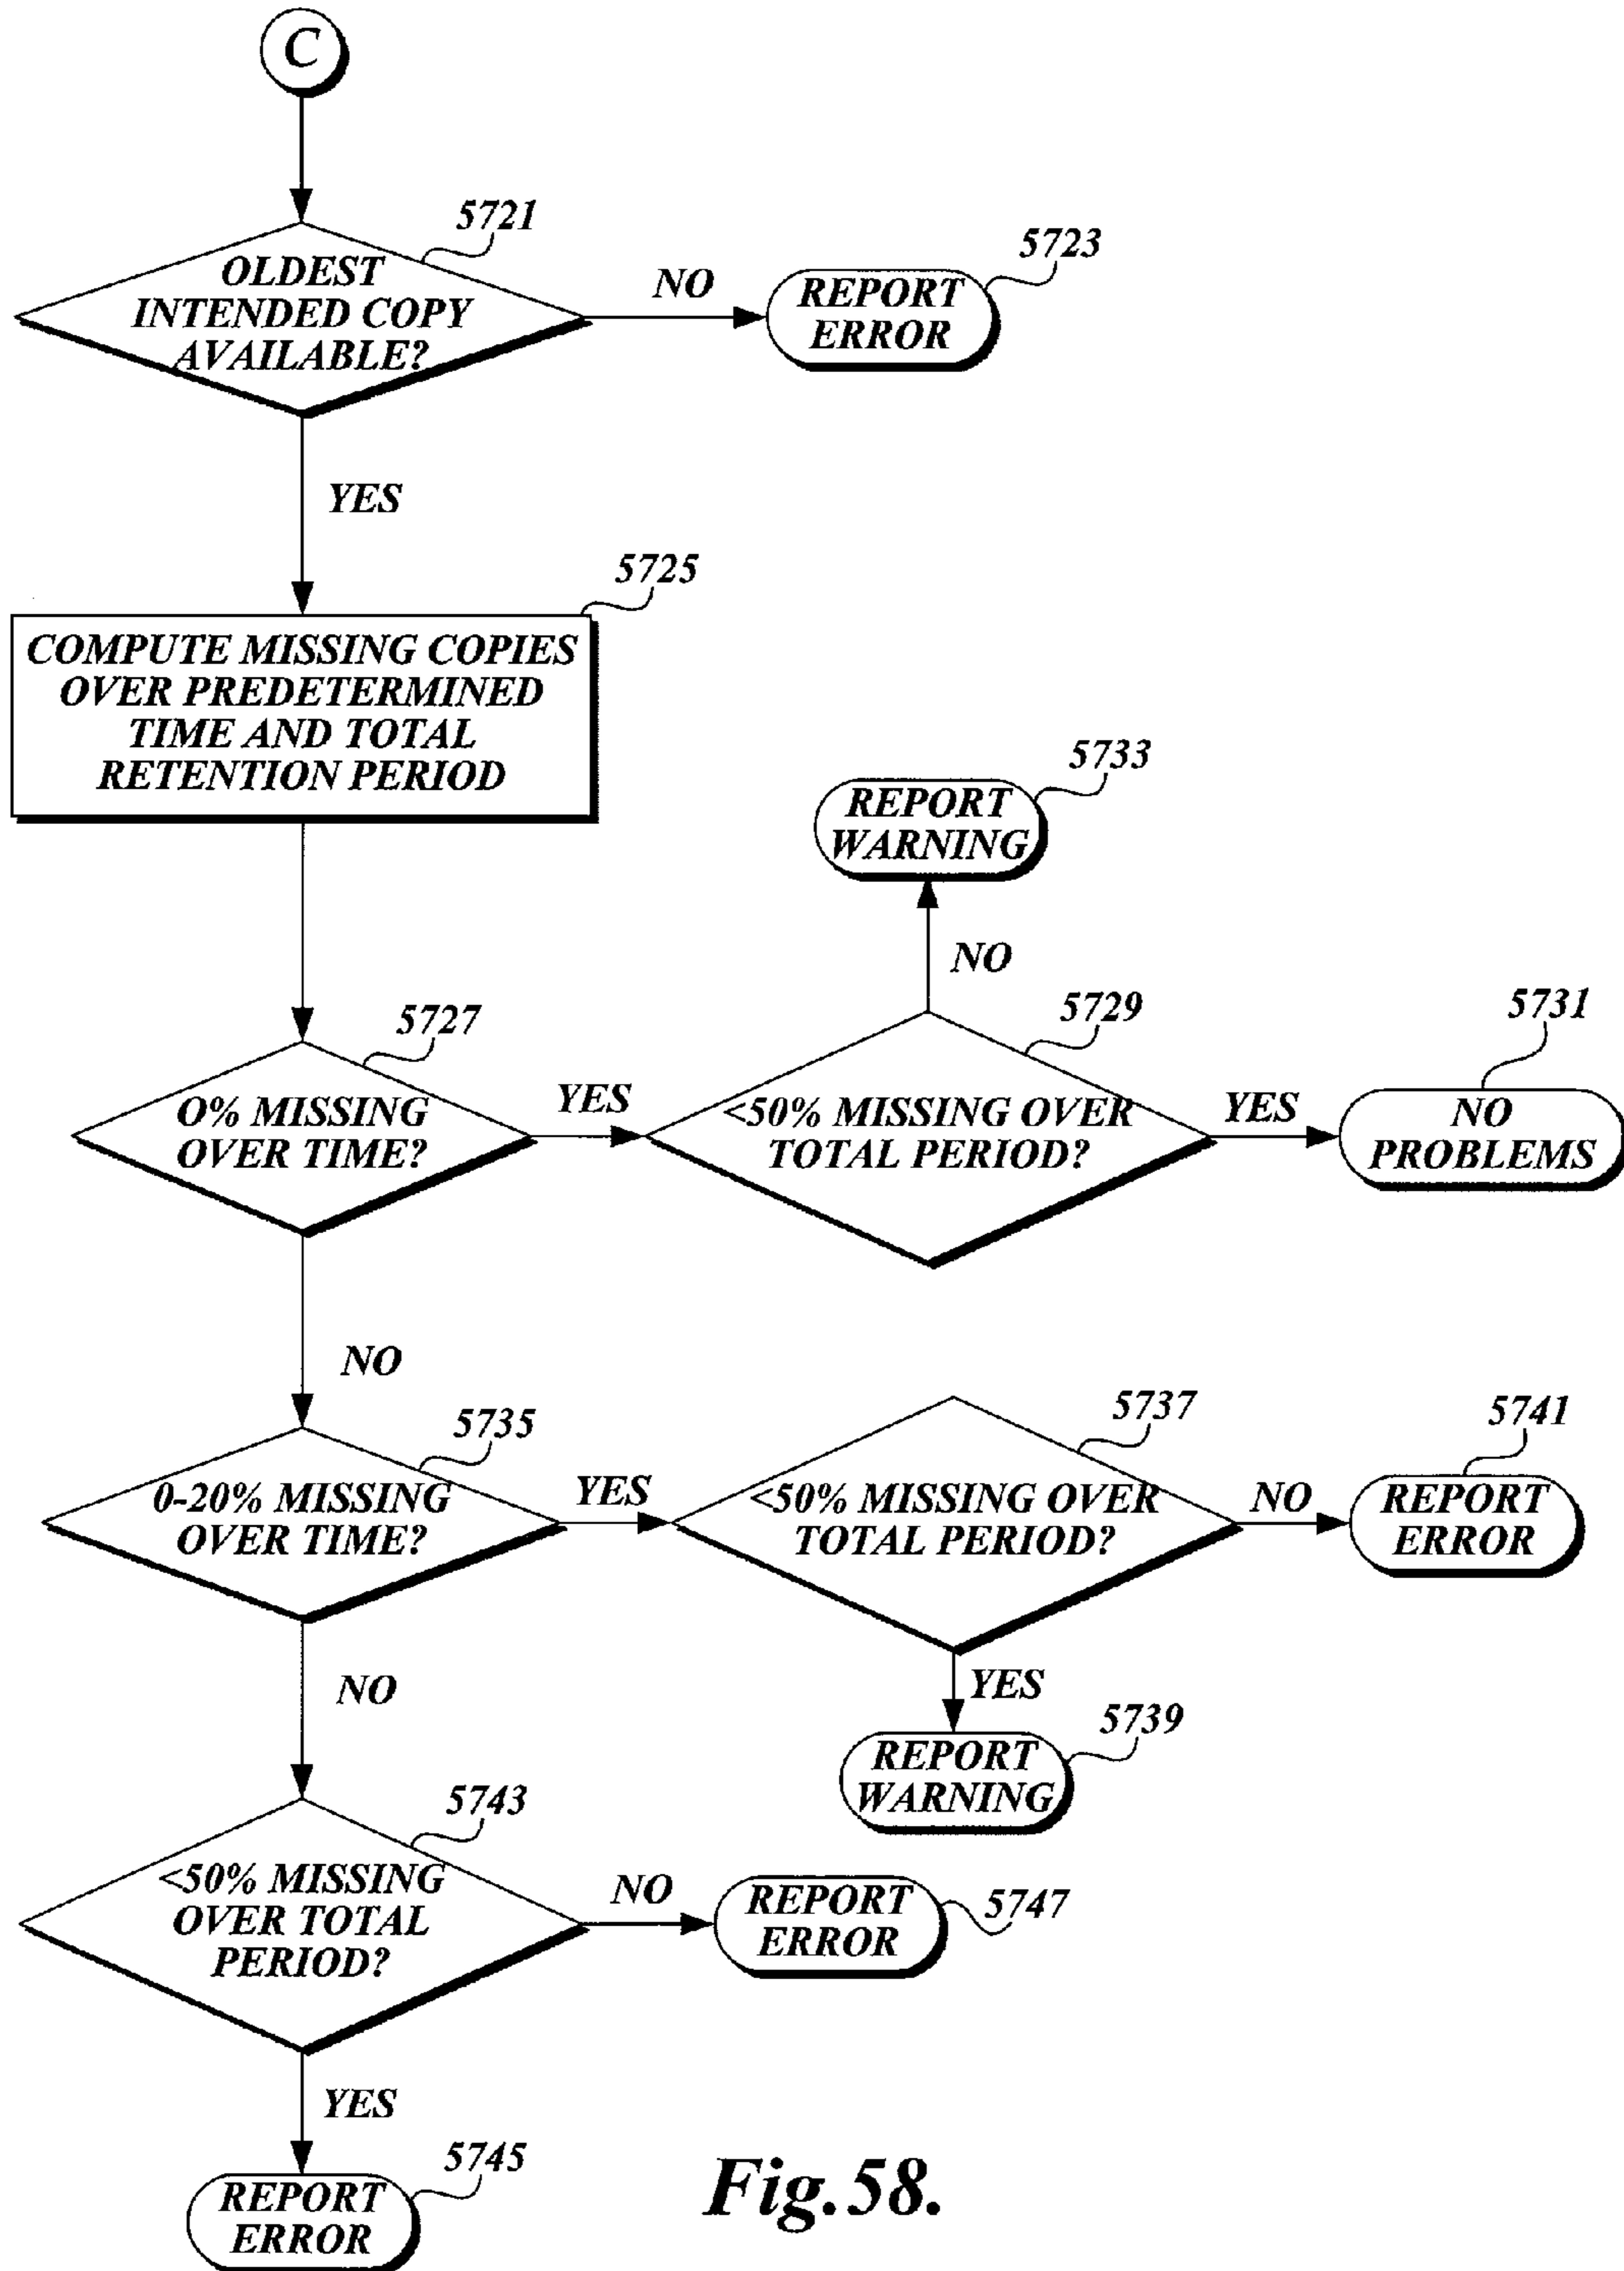 C
5721
OLDEST
INTENDED COPY
AVAILABLE?
NO
5723
REPORT
ERROR
YES
5725
COMPUTE MISSING COPIES
OVER PREDETERMINED
TIME AND TOTAL
RETENTION PERIOD
5733
REPORT
WARNING
NO
5727
O% MISSING
OVER TIME?
YES
5729
<50% MISSING OVER
TOTAL PERIOD?
YES
5731
NO
PROBLEMS
NO
5735
0-20% MISSING
OVER TIME?
YES
5737
<50% MISSING OVER
TOTAL PERIOD?
NO
5741
REPORT
ERROR
YES
5739
REPORT
WARNING
NO
5743
<50% MISSING
OVER TOTAL
PERIOD?
NO
REPORT
ERROR
5747
YES
5745
REPORT
ERROR
Fig.58.